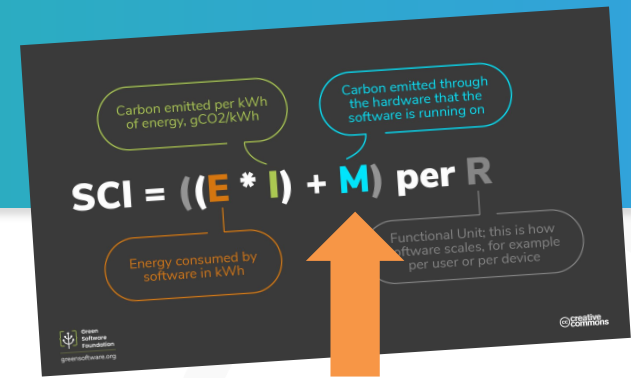 Carbon emitted per kWh
of energy, gCO2/kWh
Carbon emitted through
the hardware that the
software is running on
SCI = ((E * I) + M) per R
Energy consumed by
software in kWh
Functional Unit; this is how
software scales, for example
per user or per device
Green
Software
Foundation
greensoftware.org
cc creative
commons